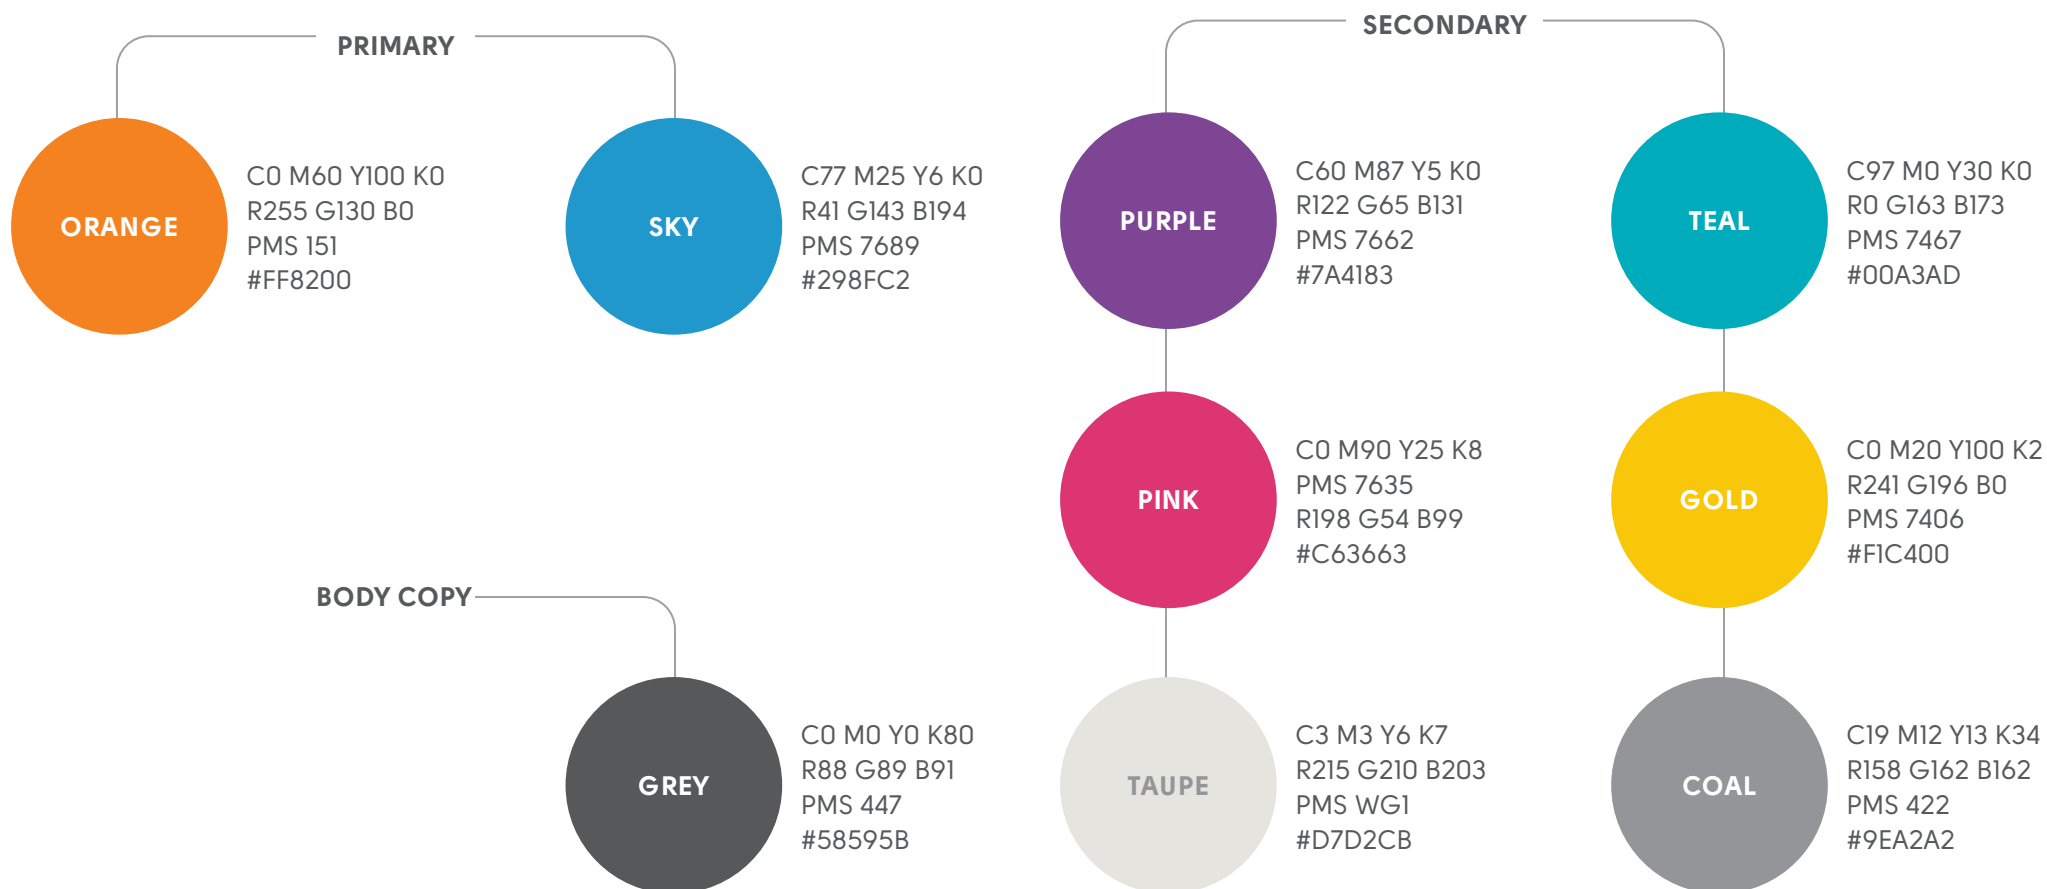 PRIMARY
ORANGE
C0 M60 Y100 K0
R255 G130 B0
PMS 151
#FF8200
SKY
C77 M25 Y6 K0
R41 G143 B194
PMS 7689
#298FC2
BODY COPY
GREY
C0 M0 Y0 K80
R88 G89 B91
PMS 447
#58595B
SECONDARY
PURPLE
C60 M87 Y5 K0
R122 G65 B131
PMS 7662
#7A4183
TEAL
C97 M0 Y30 K0
R0 G163 B173
PMS 7467
#00A3AD
PINK
C0 M90 Y25 K8
PMS 7635
R198 G54 B99
#C63663
GOLD
C0 M20 Y100 K2
R241 G196 B0
PMS 7406
#F1C400
TAUPE
C3 M3 Y6 K7
R215 G210 B203
PMS WG1
#D7D2CB
COAL
C19 M12 Y13 K34
R158 G162 B162
PMS 422
#9EA2A2